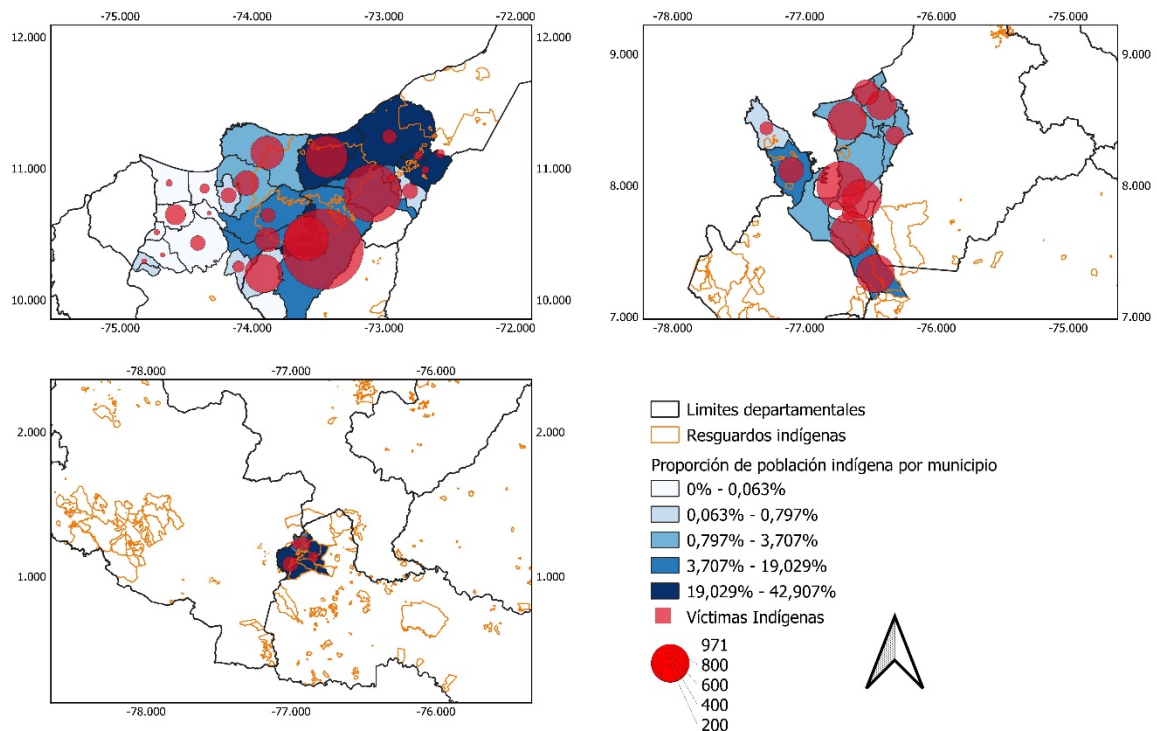 -75.000 -74.000 -73.000 -72.000
12.000 12.000
11.000 11.000
10.000 10.000
-75.000 -74.000 -73.000 -72.000
-78.000 -77.000 -76.000 -75.000
9.000 9.000
8.000 8.000
7.000 7.000
-78.000 -77.000 -76.000 -75.000
-78.000 -77.000 -76.000
2.000 2.000
1.000 1.000
-78.000 -77.000 -76.000
Limites departamentales
Resguardos indígenas
Proporción de población indígena por municipio
0% - 0,063%
0,063% - 0,797%
0,797% - 3,707%
3,707% - 19,029%
19,029% - 42,907%
Víctimas Indígenas
971
800
600
400
200